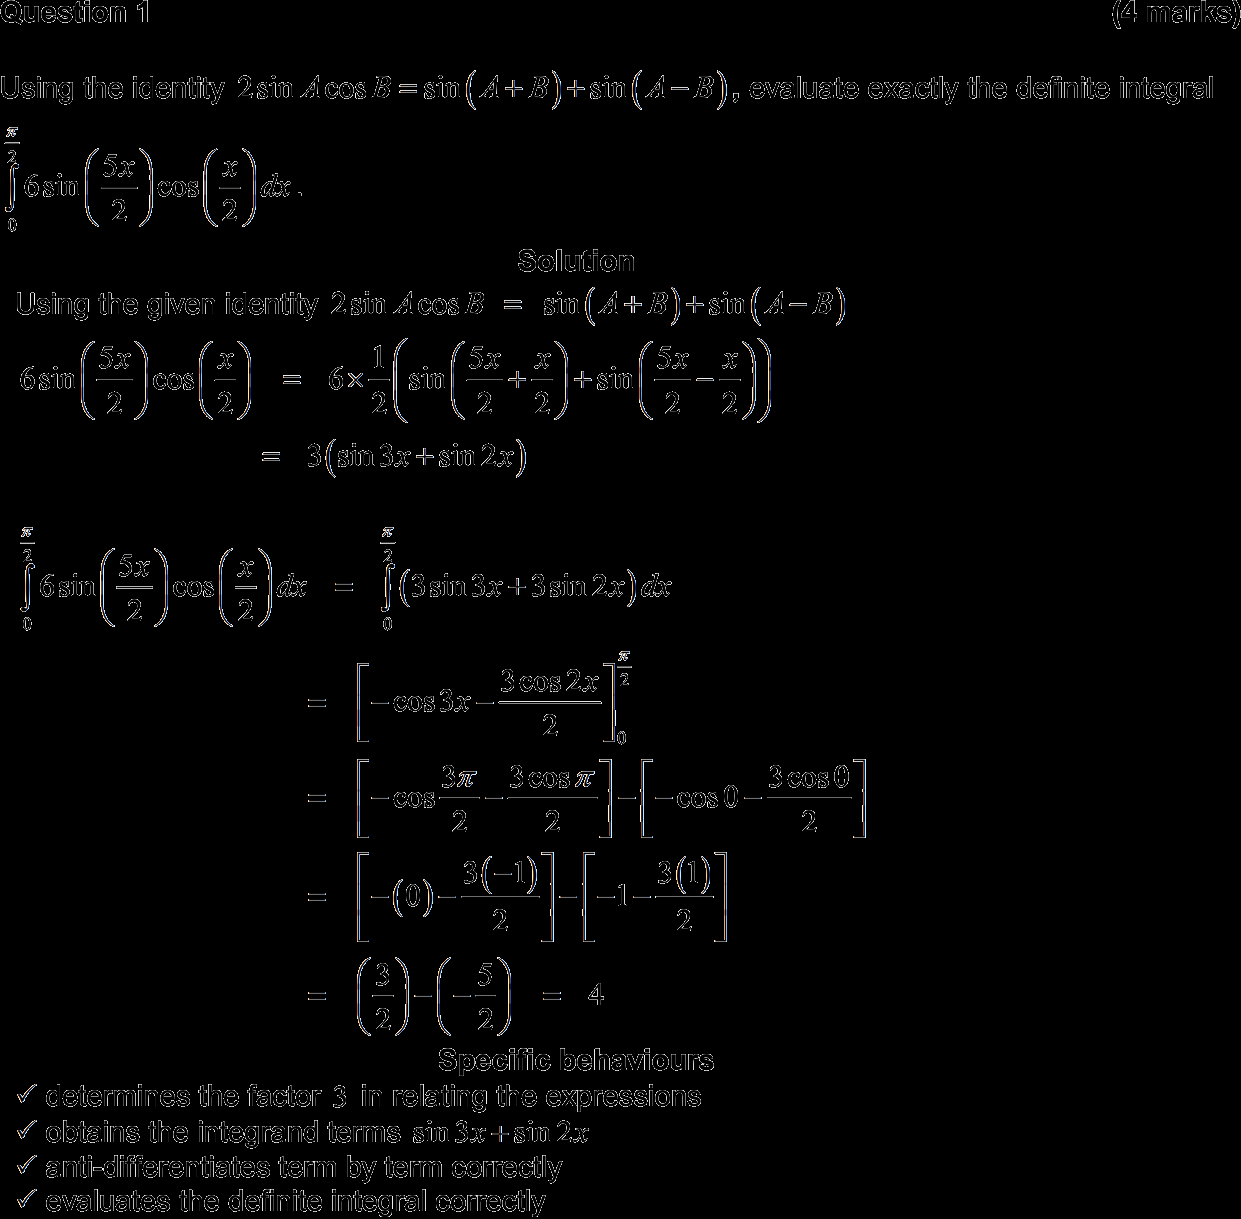 Question 1 (4 marks)
Using the identity 2 sin A cos B = sin(A + B) + sin(A − B), evaluate exactly the definite integral
∫₀^(π/2) 6 sin(5x/2) cos(x/2) dx .
Solution
Using the given identity 2 sin A cos B = sin(A + B) + sin(A − B)
6 sin(5x/2) cos(x/2) = 6 × 1/2 (sin(5x/2 + x/2) + sin(5x/2 − x/2))
= 3(sin 3x + sin 2x)
∫₀^(π/2) 6 sin(5x/2) cos(x/2) dx = ∫₀^(π/2) (3 sin 3x + 3 sin 2x) dx
= [−cos 3x − 3 cos 2x/2]₀^(π/2)
= [−cos 3π/2 − 3 cos π/2] − [−cos 0 − 3 cos 0/2]
= [−(0) − 3(−1)/2] − [−1 − 3(1)/2]
= (3/2) − (−5/2) = 4
Specific behaviours
✓ determines the factor 3 in relating the expressions
✓ obtains the integrand terms sin 3x + sin 2x
✓ anti-differentiates term by term correctly
✓ evaluates the definite integral correctly